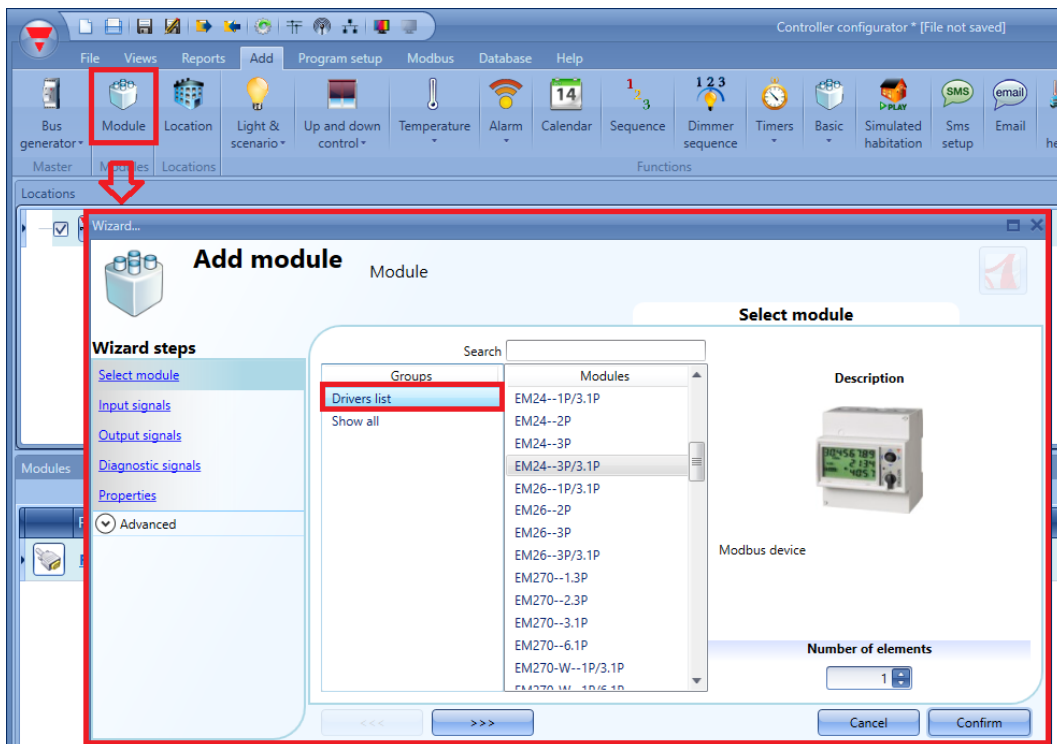 Controller configurator * [File not saved]
File Views Reports Add Program setup Modbus Database Help
Bus generator
Module
Location
Light & scenario
Up and down control
Temperature
Alarm
14
Calendar
1 2 3
Sequence
1 2 3
Dimmer sequence
Timers
Basic
PLAY
Simulated habitation
SMS
Sms setup
email
Email
Master
Locations
Functions
Locations
Wizard...
Add module
Module
Select module
Wizard steps
Select module
Input signals
Output signals
Diagnostic signals
Properties
Advanced
Search
Groups
Drivers list
Show all
Modules
EM24--1P/3.1P
EM24--2P
EM24--3P
EM24--3P/3.1P
EM26--1P/3.1P
EM26--2P
EM26--3P
EM26--3P/3.1P
EM270--1.3P
EM270--2.3P
EM270--3.1P
EM270--6.1P
EM270-W--1P/3.1P
Description
Modbus device
Number of elements
1
<<<
>>>
Cancel
Confirm
Modules